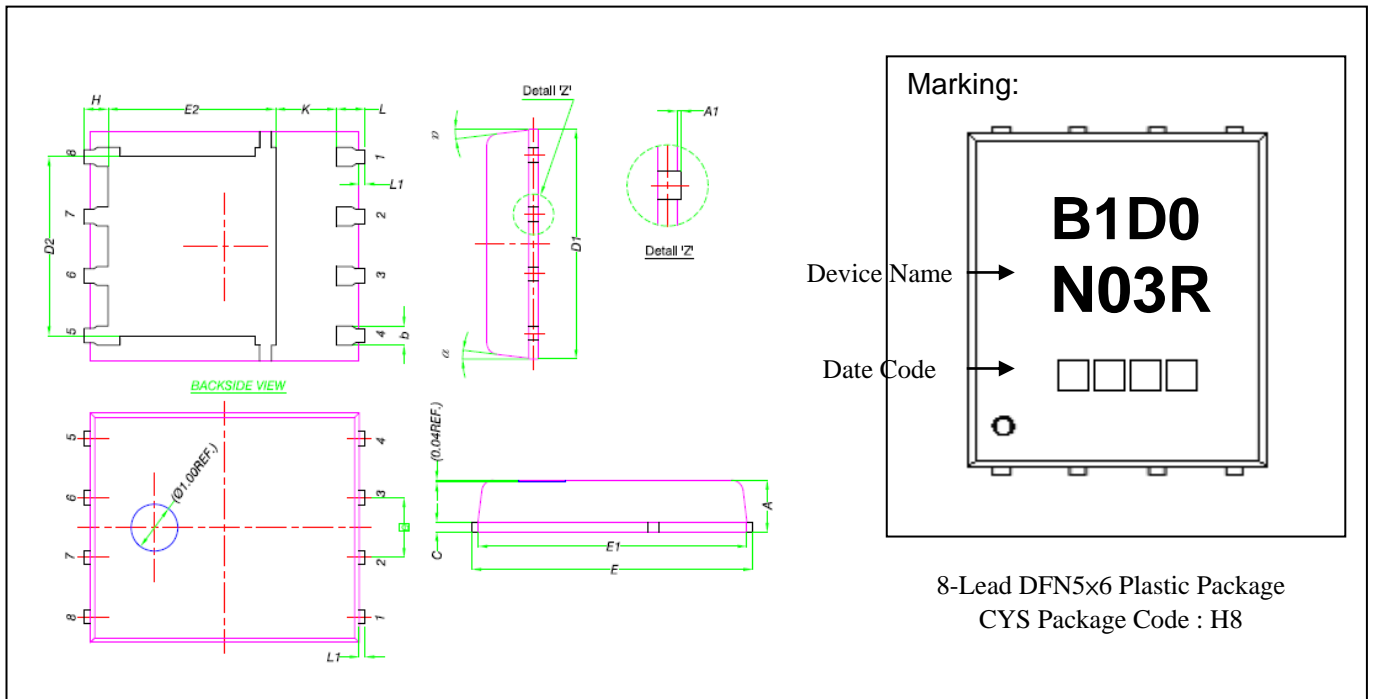 H
E2
K
L
8
1
L1
7
2
D2
6
3
5
4
b
BACKSIDE VIEW
Detail 'Z'
A1
α
D1
Detail 'Z'
α
5
4
(Ø1.00REF.)
6
3
7
2
8
1
L1
(0.04REF.)
A
C
E1
E
Marking:
B1D0
Device Name
N03R
Date Code
8-Lead DFN5×6 Plastic Package
CYS Package Code : H8